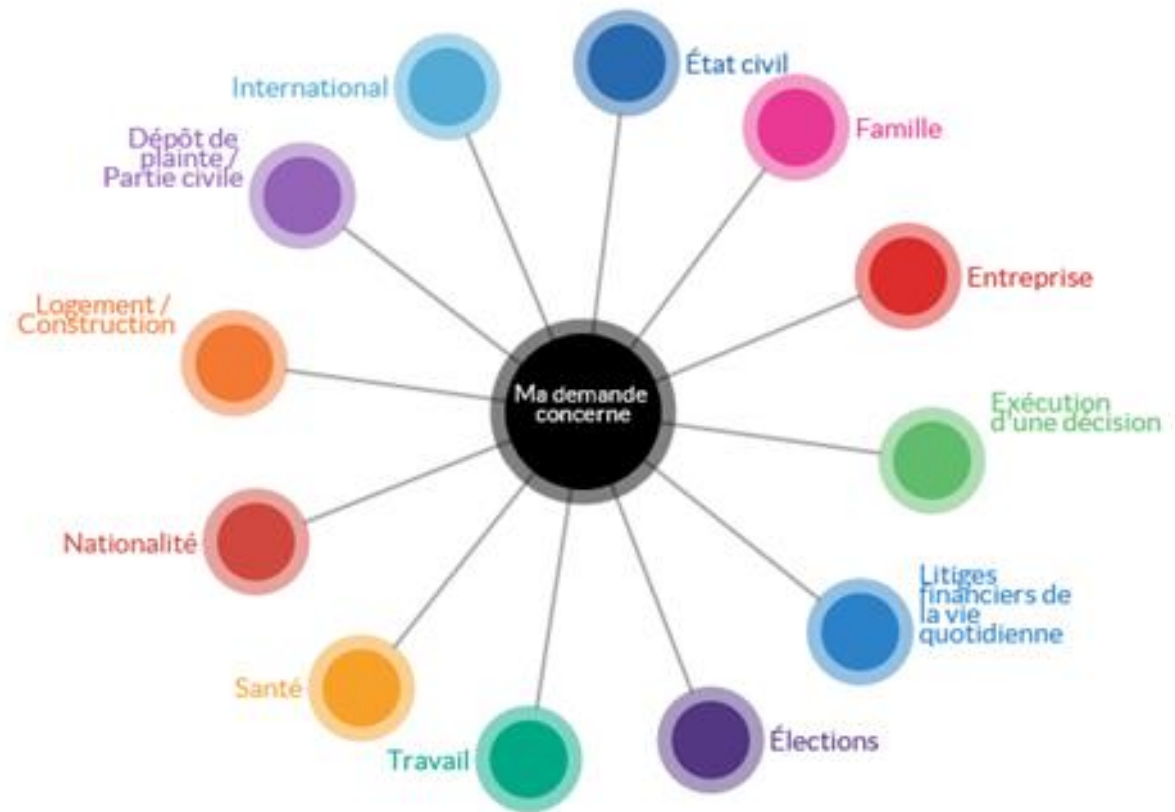 État civil
International
Famille
Dépôt de
plainte /
Partie civile
Entreprise
Logement /
Construction
Ma demande
concerne
Exécution
d'une décision
Nationalité
Litiges
financiers de
la vie
quotidienne
Santé
Élections
Travail